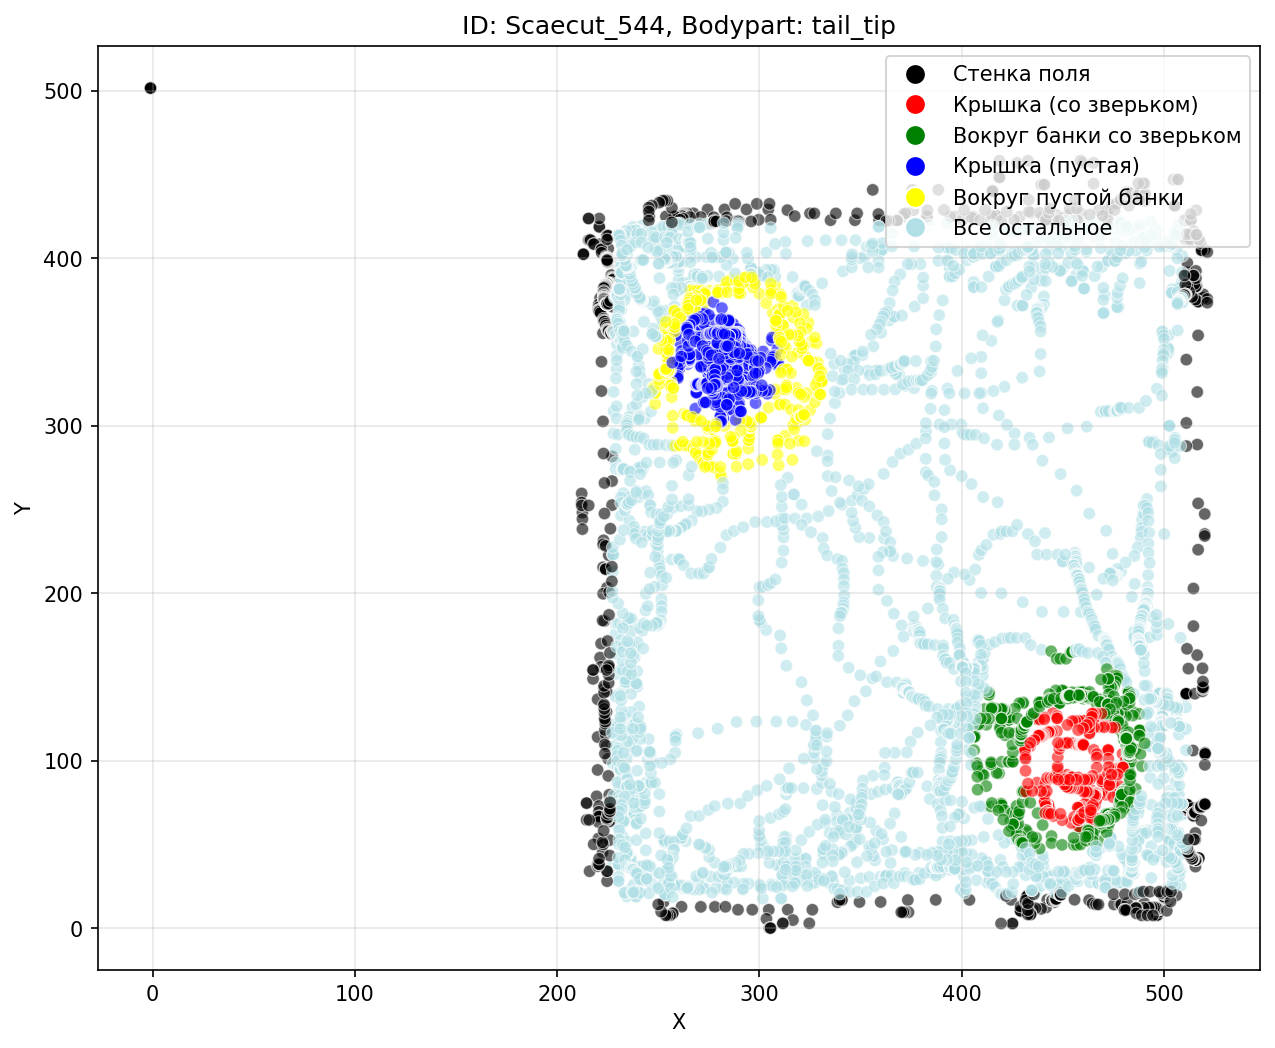 ID: Scaecut_544, Bodypart: tail_tip
Стенка поля
Крышка (со зверьком)
Вокруг банки со зверьком
Крышка (пустая)
Вокруг пустой банки
Все остальное
500
400
300
200
100
0
Y
0 100 200 300 400 500
X